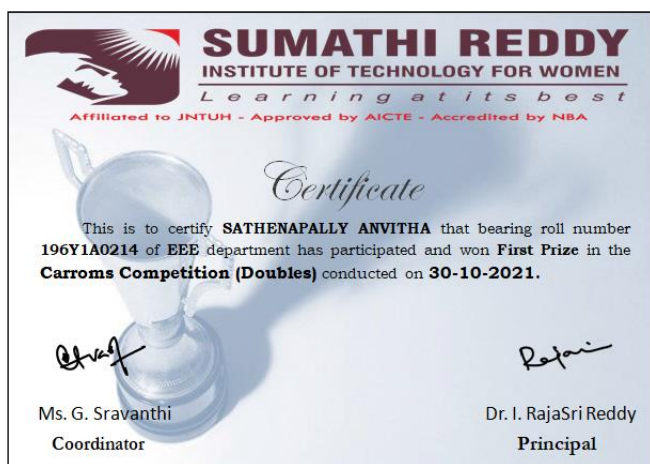 SUMATHI REDDY
INSTITUTE OF TECHNOLOGY FOR WOMEN
Learning at its best
Affiliated to JNTUH - Approved by AICTE - Accredited by NBA
Certificate
This is to certify SATHENAPALLY ANVITHA that bearing roll number
196Y1A0214 of EEE department has participated and won First Prize in the
Carroms Competition (Doubles) conducted on 30-10-2021.
Ms. G. Sravanthi
Dr. I. RajaSri Reddy
Coordinator
Principal